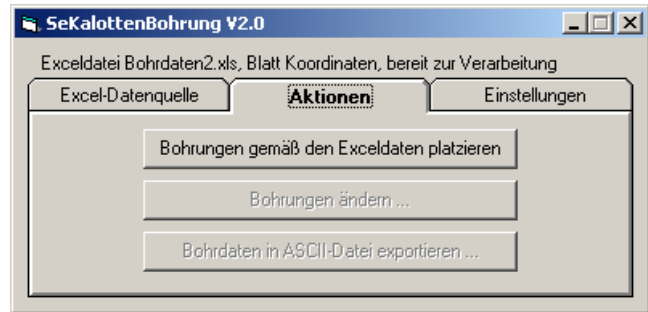 SeKalottenBohrung V2.0
Exceldatei Bohrdaten2.xls, Blatt Koordinaten, bereit zur Verarbeitung
Excel-Datenquelle Aktionen Einstellungen
Bohrungen gemäß den Exceldaten platzieren
Bohrungen ändern ...
Bohrdaten in ASCII-Datei exportieren ...